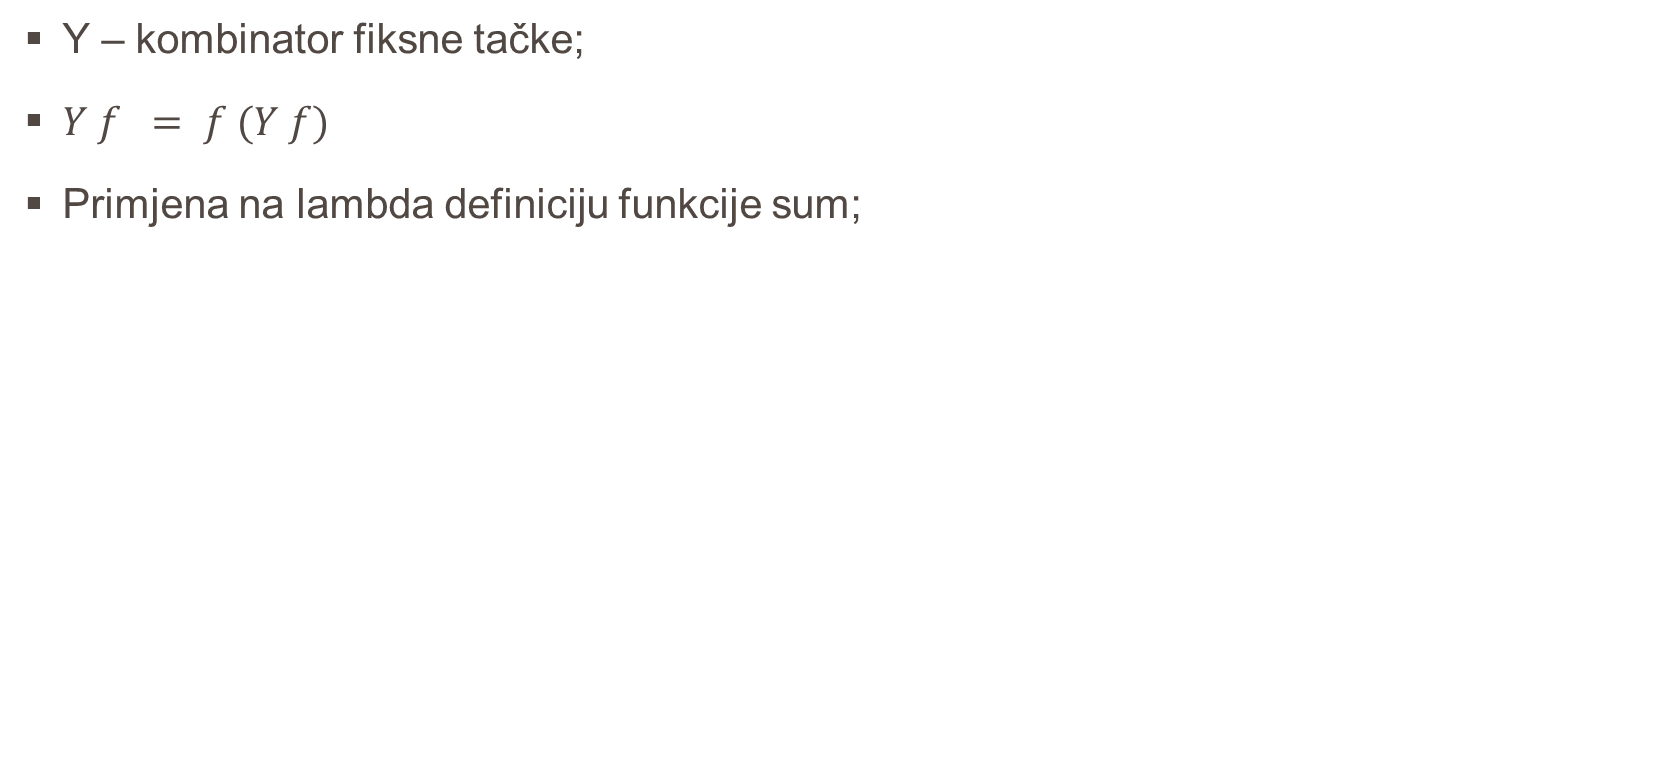 ▪ Y – kombinator fiksne tačke;
▪ 𝑌 𝑓 = 𝑓 (𝑌 𝑓)
▪ Primjena na lambda definiciju funkcije sum;